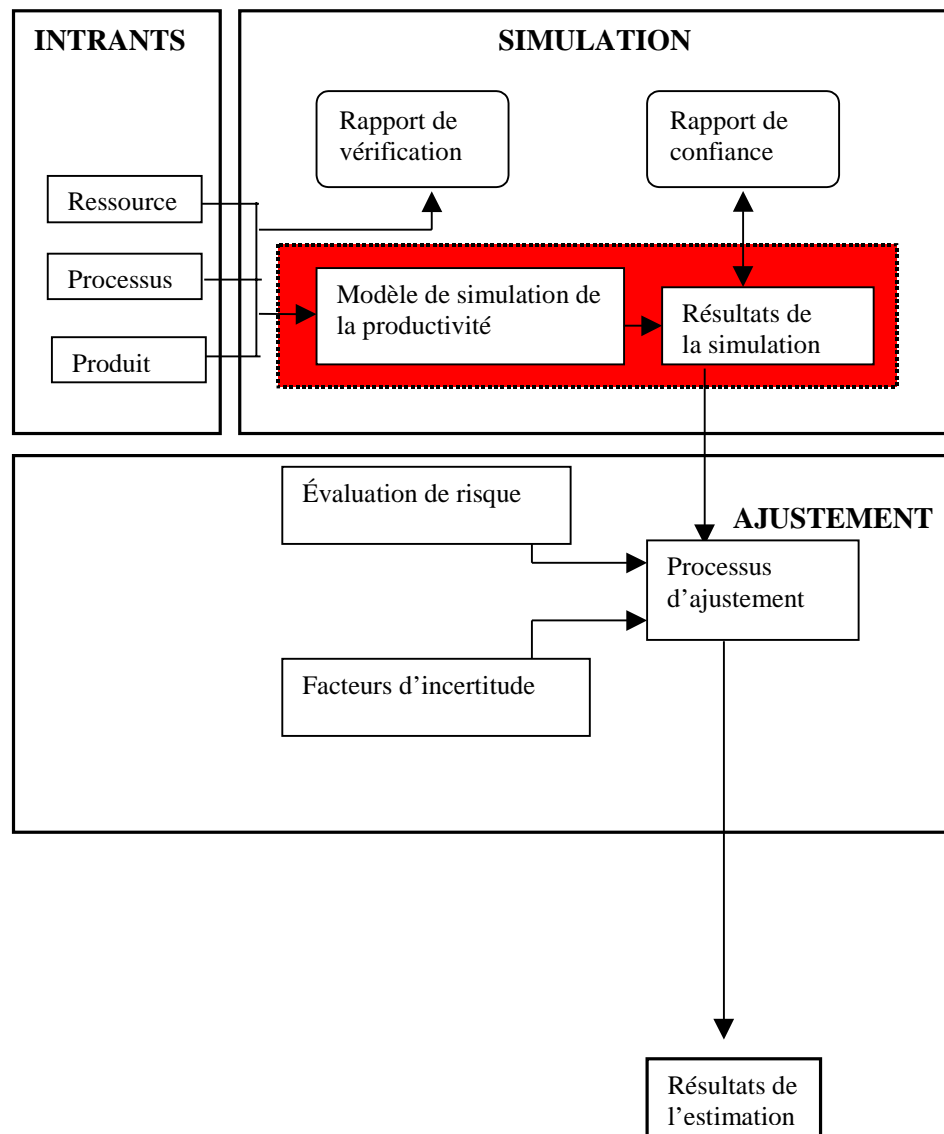 INTRANTS
SIMULATION
Rapport de
vérification
Rapport de
confiance
Ressource
Processus
Produit
Modèle de simulation de
la productivité
Résultats de
la simulation
Évaluation de risque
AJUSTEMENT
Processus
d’ajustement
Facteurs d’incertitude
Résultats de
l’estimation